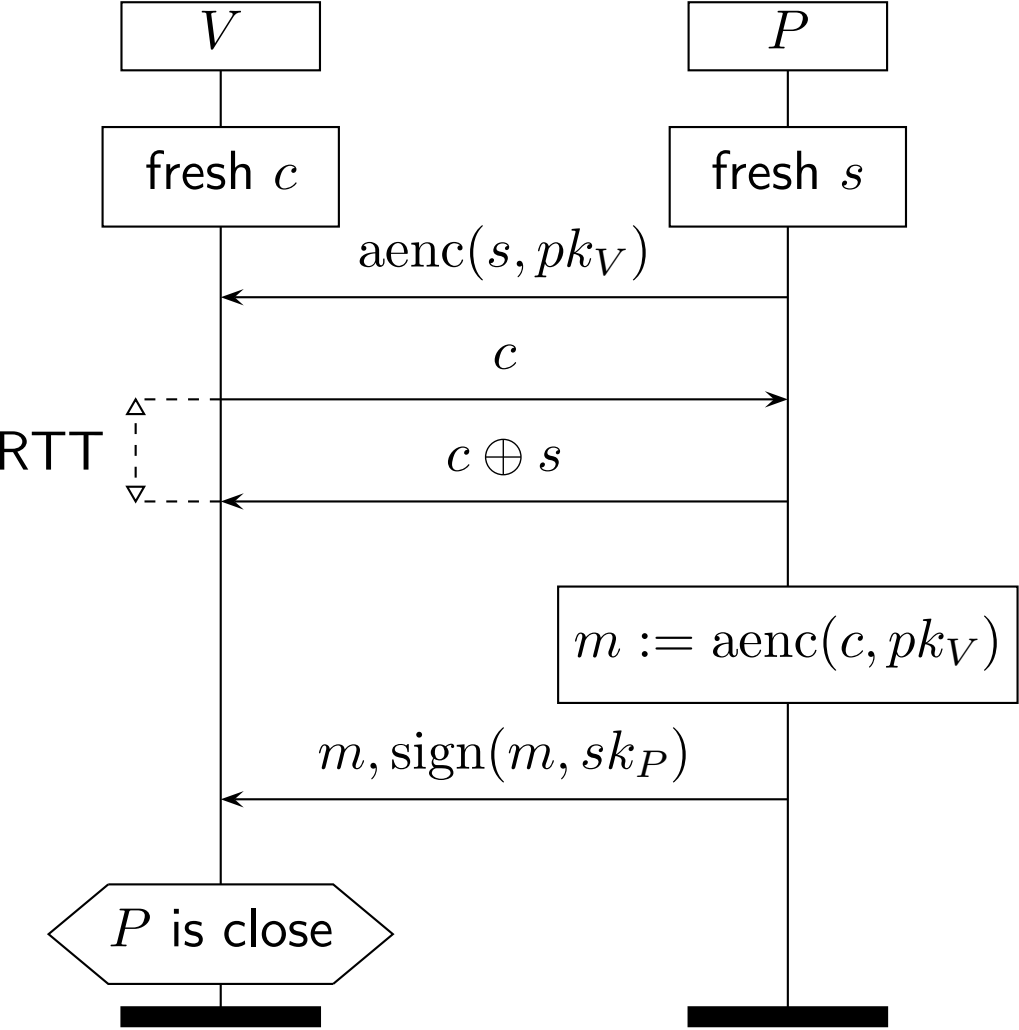 V
P
fresh c
fresh s
aenc(s, pk_V)
c
RTT
c ⊕ s
m := aenc(c, pk_V)
m, sign(m, sk_P)
P is close